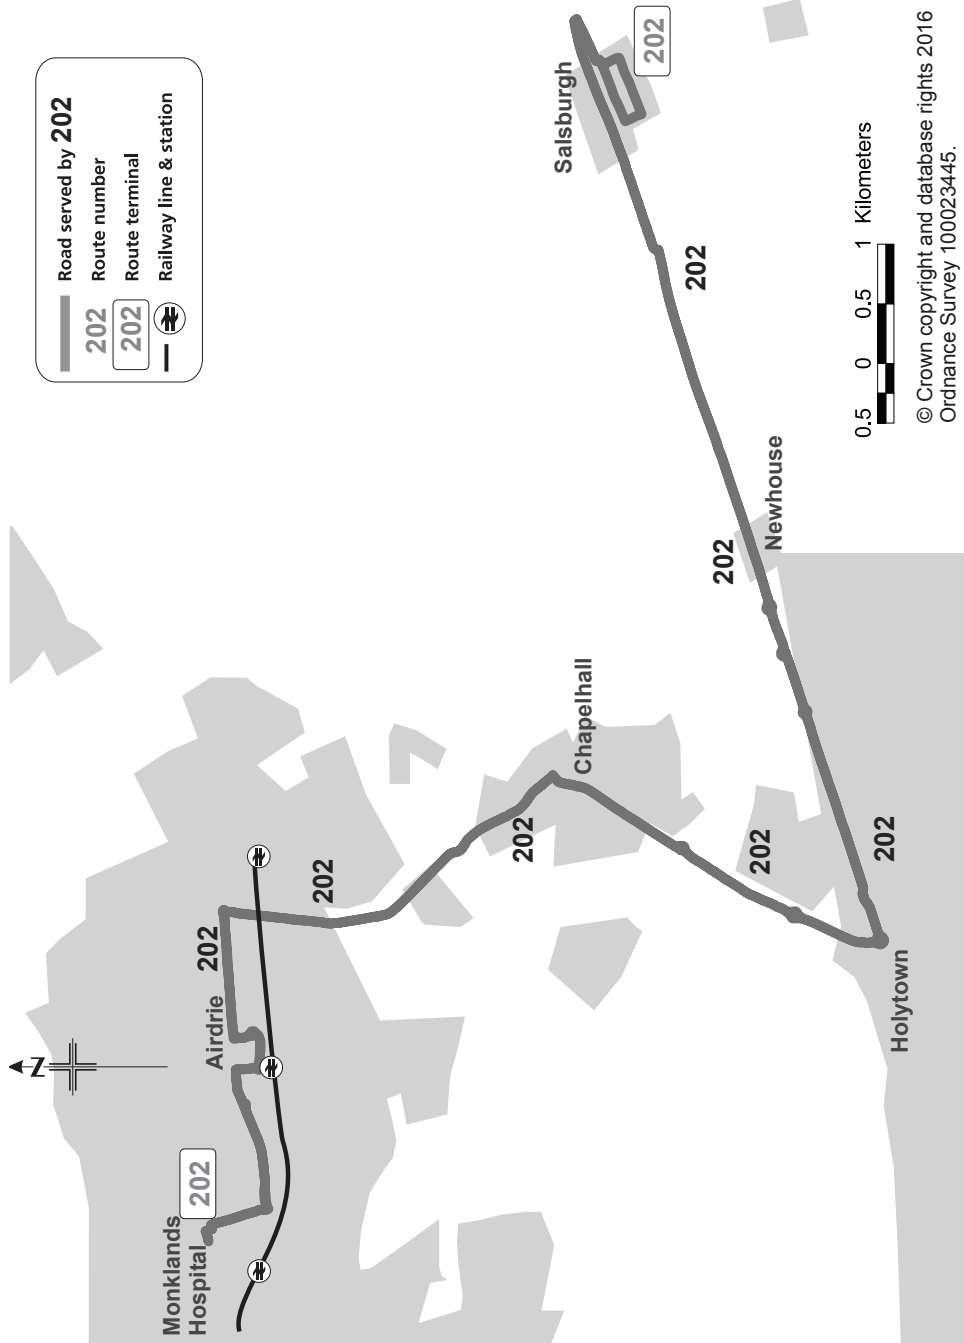 Road served by 202
202 Route number
202 Route terminal
Railway line & station
N
Monklands
Hospital
202
Airdrie
202
202
202
Chapelhall
202
Holytown
202
202
Newhouse
202
Salsburgh
202
0.5 0 0.5 1 Kilometers
© Crown copyright and database rights 2016
Ordnance Survey 100023445.